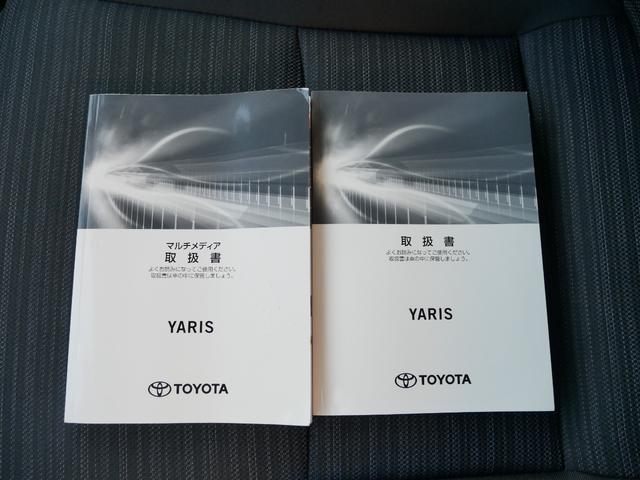 マルチメディア
取扱書
よくお読みになってご使用ください。
取扱書は車の中に保管しましょう。
YARIS
TOYOTA
取扱書
よくお読みになってご使用ください。
取扱書は車の中に保管しましょう。
YARIS
TOYOTA